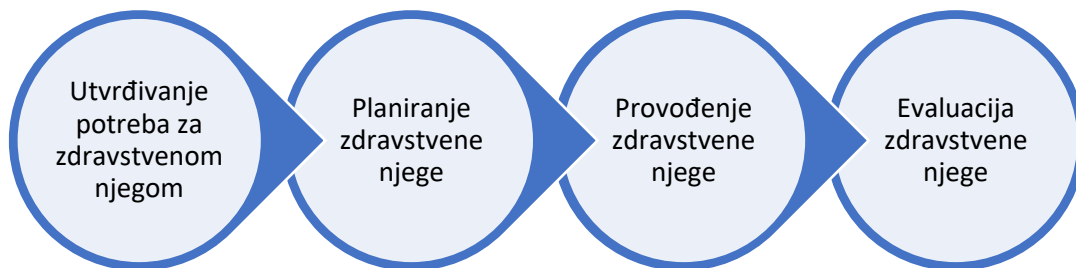 Utvrđivanje
potreba za
zdravstvenom
njegom
Planiranje
zdravstvene
njege
Provođenje
zdravstvene
njege
Evaluacija
zdravstvene
njege